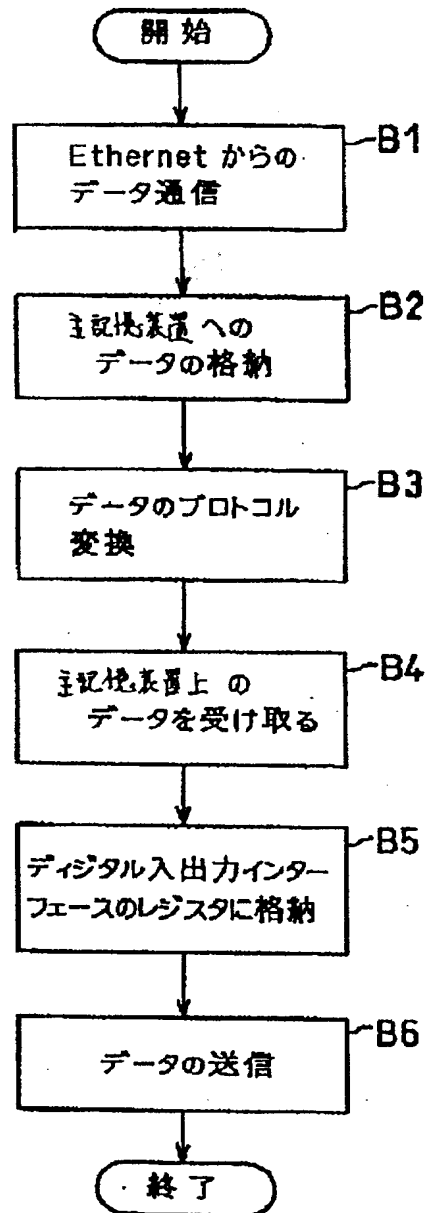 開始
B1
Ethernet からの
データ通信
B2
主記憶装置への
データの格納
B3
データのプロトコル
変換
B4
主記憶装置上の
データを受け取る
B5
ディジタル入出力インター
フェースのレジスタに格納
B6
データの送信
終了